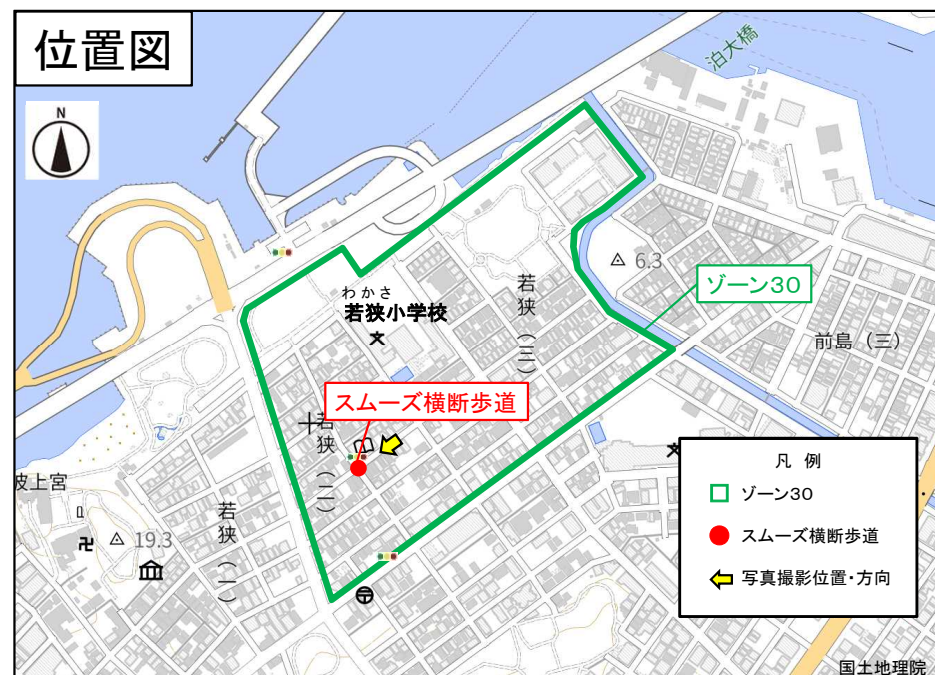 位置図
N
泊大橋
6.3
ゾーン30
前島（三）
若狭（三）
わかさ
若狭小学校
スムーズ横断歩道
若狭（二）
波上宮
若狭（一）
19.3
凡 例
ゾーン30
スムーズ横断歩道
写真撮影位置・方向
国土地理院